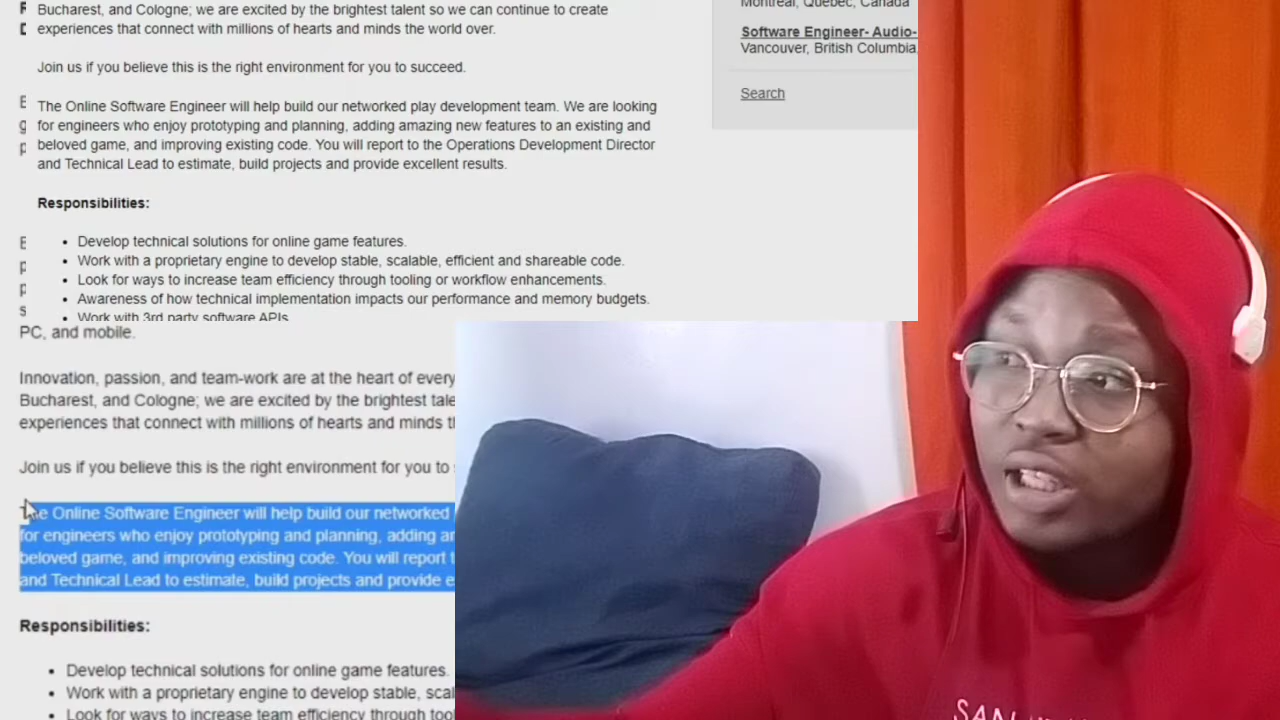 Bucharest, and Cologne; we are excited by the brightest talent so we can continue to create
experiences that connect with millions of hearts and minds the world over.
Join us if you believe this is the right environment for you to succeed.
The Online Software Engineer will help build our networked play development team. We are looking
for engineers who enjoy prototyping and planning, adding amazing new features to an existing and
beloved game, and improving existing code. You will report to the Operations Development Director
and Technical Lead to estimate, build projects and provide excellent results.
Responsibilities:
• Develop technical solutions for online game features.
• Work with a proprietary engine to develop stable, scalable, efficient and shareable code.
• Look for ways to increase team efficiency through tooling or workflow enhancements.
• Awareness of how technical implementation impacts our performance and memory budgets.
• Work with 3rd party software APIs.
Montreal, Quebec, Canada
Software Engineer- Audio-
Vancouver, British Columbia,
Search
PC, and mobile.
Innovation, passion, and team-work are at the heart of every
Bucharest, and Cologne; we are excited by the brightest tale
experiences that connect with millions of hearts and minds t
Join us if you believe this is the right environment for you to
The Online Software Engineer will help build our networked
for engineers who enjoy prototyping and planning, adding a
beloved game, and improving existing code. You will report t
and Technical Lead to estimate, build projects and provide e
Responsibilities:
• Develop technical solutions for online game features.
• Work with a proprietary engine to develop stable, scal
• Look for ways to increase team efficiency through tool